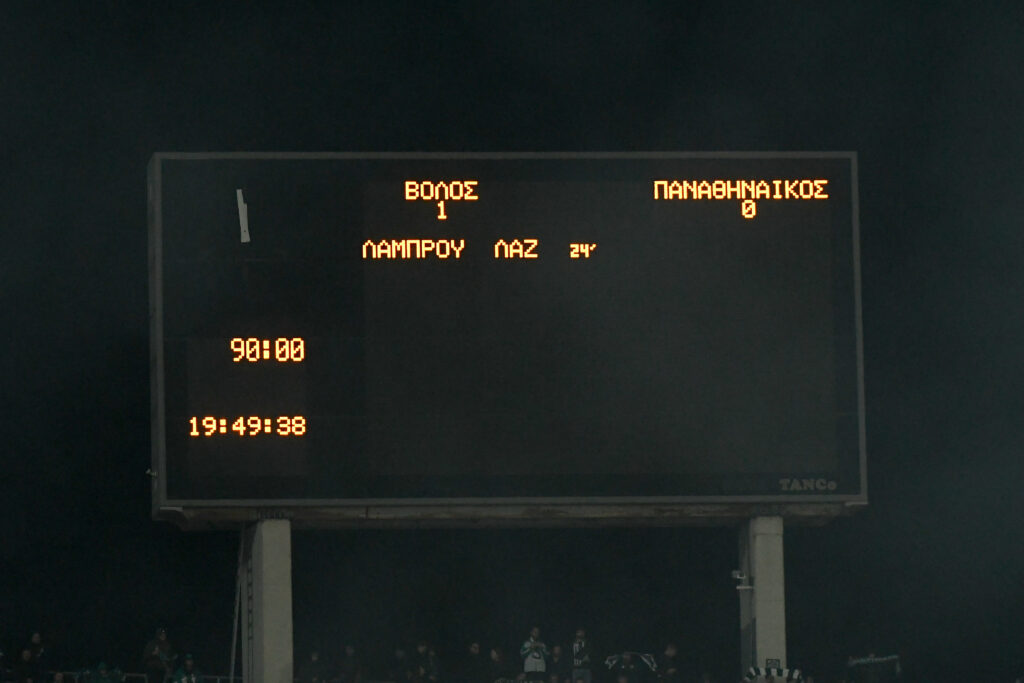 ΒΟΛΟΣ ΠΑΝΑΘΗΝΑΙΚΟΣ
1 0
ΛΑΜΠΡΟΥ ΛΑΖ 24'
90:00
19:49:38
TANCo